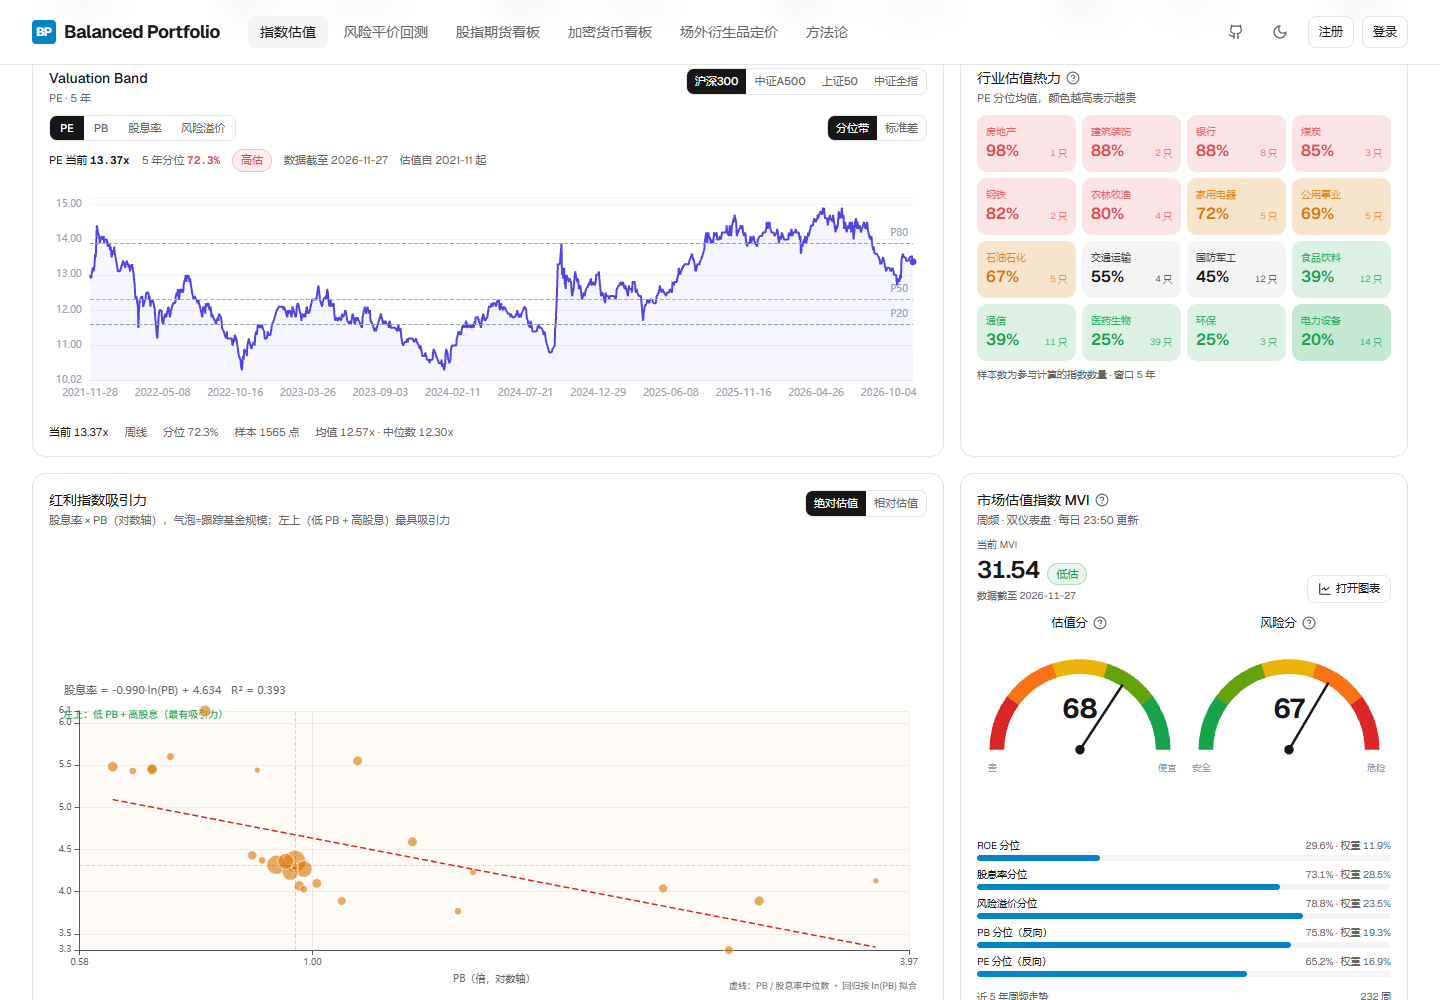 BP Balanced Portfolio 指数估值 风险平价回测 股指期货看板 加密货币看板 场外衍生品定价 方法论 注册 登录
Valuation Band
PE · 5 年
沪深300 中证A500 上证50 中证全指
PE PB 股息率 风险溢价
分位带 标准差
PE 当前 13.37x 5 年分位 72.3% 高估 数据截至 2026-11-27 估值自 2021-11 起
15.00
14.00
13.00
12.00
11.00
10.02
P80
P50
P20
2021-11-28 2022-05-08 2022-10-16 2023-03-26 2023-09-03 2024-02-11 2024-07-21 2024-12-29 2025-06-08 2025-11-16 2026-04-26 2026-10-04
当前 13.37x 周线 分位 72.3% 样本 1565 点 均值 12.57x · 中位数 12.30x
行业估值热力
PE 分位均值，颜色越高表示越贵
房地产 98% 1 只
建筑装饰 88% 2 只
银行 88% 8 只
煤炭 85% 3 只
钢铁 82% 2 只
农林牧渔 80% 4 只
家用电器 72% 5 只
公用事业 69% 5 只
石油石化 67% 5 只
交通运输 55% 4 只
国防军工 45% 12 只
食品饮料 39% 12 只
通信 39% 11 只
医药生物 25% 39 只
环保 25% 3 只
电力设备 20% 14 只
样本数为参与计算的指数数量 · 窗口 5 年
红利指数吸引力
股息率 × PB（对数轴），气泡=跟踪基金规模；左上（低 PB + 高股息）最具吸引力
绝对估值 相对估值
股息率 = -0.990·ln(PB) + 4.634 R² = 0.393
左上：低 PB + 高股息（最有吸引力）
6.1
6.0
5.5
5.0
4.5
4.0
3.5
3.3
0.58 1.00 3.97
PB（倍，对数轴）
虚线：PB / 股息率中位数 • 回归按 ln(PB) 拟合
市场估值指数 MVI
周频 · 双仪表盘 · 每日 23:50 更新
当前 MVI
31.54 低估
数据截至 2026-11-27
打开图表
估值分 风险分
68 67
贵 便宜 安全 危险
ROE 分位 29.6% · 权重 11.9%
股息率分位 73.1% · 权重 28.5%
风险溢价分位 78.8% · 权重 23.5%
PB 分位（反向） 75.8% · 权重 19.3%
PE 分位（反向） 65.2% · 权重 16.9%
近 5 年周频走势 232 周